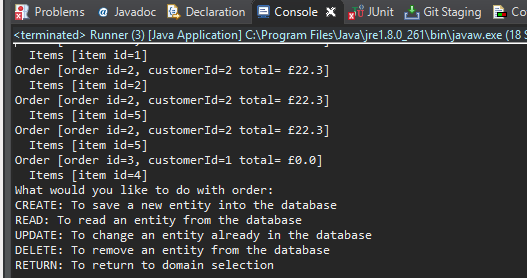 Problems @ Javadoc Declaration Console JUnit Git Staging Co
<terminated> Runner (3) [Java Application] C:\Program Files\Java\jre1.8.0_261\bin\javaw.exe (18 S
Items [item id=1]
Order [order id=2, customerId=2 total= £22.3]
Items [item id=2]
Order [order id=2, customerId=2 total= £22.3]
Items [item id=5]
Order [order id=2, customerId=2 total= £22.3]
Items [item id=5]
Order [order id=3, customerId=1 total= £0.0]
Items [item id=4]
What would you like to do with order:
CREATE: To save a new entity into the database
READ: To read an entity from the database
UPDATE: To change an entity already in the database
DELETE: To remove an entity from the database
RETURN: To return to domain selection